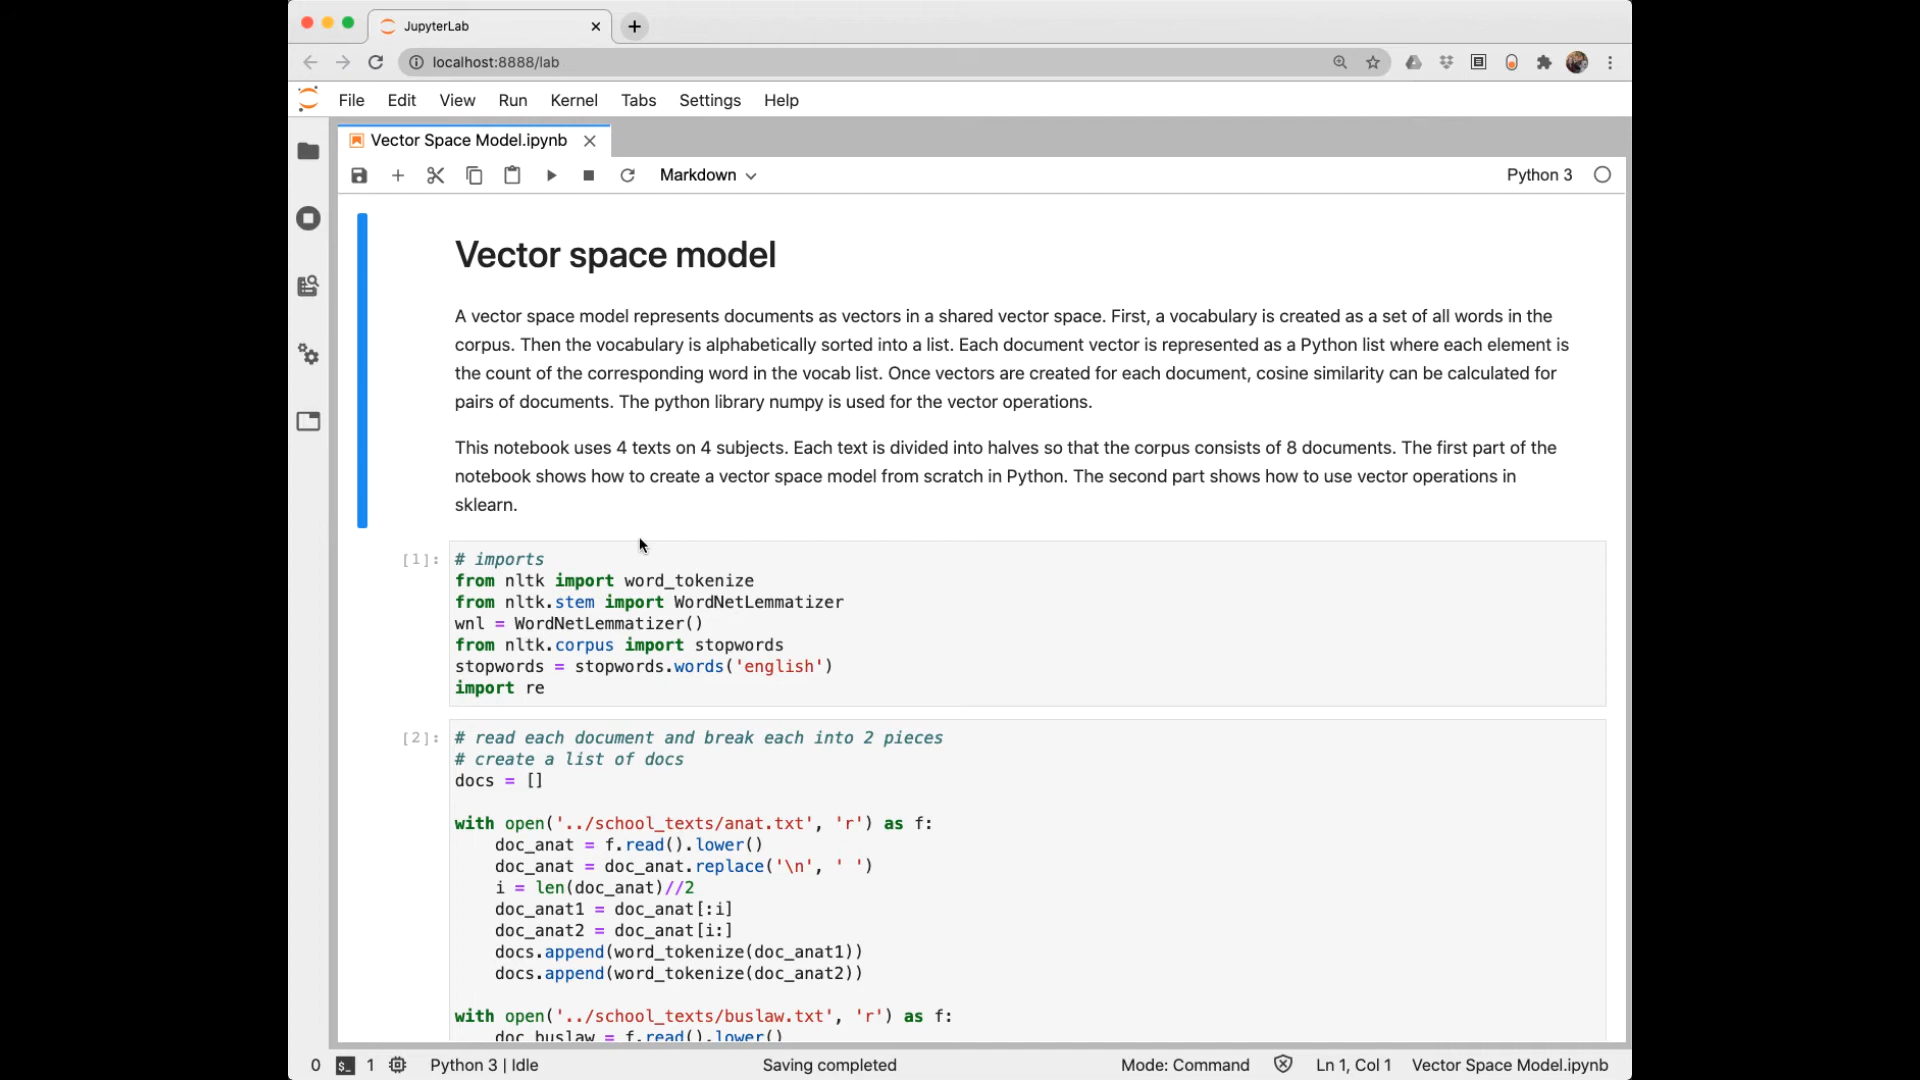 JupyterLab
localhost:8888/lab
File Edit View Run Kernel Tabs Settings Help
Vector Space Model.ipynb
Markdown Python 3
Vector space model
A vector space model represents documents as vectors in a shared vector space. First, a vocabulary is created as a set of all words in the
corpus. Then the vocabulary is alphabetically sorted into a list. Each document vector is represented as a Python list where each element is
the count of the corresponding word in the vocab list. Once vectors are created for each document, cosine similarity can be calculated for
pairs of documents. The python library numpy is used for the vector operations.
This notebook uses 4 texts on 4 subjects. Each text is divided into halves so that the corpus consists of 8 documents. The first part of the
notebook shows how to create a vector space model from scratch in Python. The second part shows how to use vector operations in
sklearn.
[1]: # imports
from nltk import word_tokenize
from nltk.stem import WordNetLemmatizer
wnl = WordNetLemmatizer()
from nltk.corpus import stopwords
stopwords = stopwords.words('english')
import re
[2]: # read each document and break each into 2 pieces
# create a list of docs
docs = []
with open('../school_texts/anat.txt', 'r') as f:
    doc_anat = f.read().lower()
    doc_anat = doc_anat.replace('\n', ' ')
    i = len(doc_anat)//2
    doc_anat1 = doc_anat[:i]
    doc_anat2 = doc_anat[i:]
    docs.append(word_tokenize(doc_anat1))
    docs.append(word_tokenize(doc_anat2))
with open('../school_texts/buslaw.txt', 'r') as f:
    doc_buslaw = f.read().lower()
0 $_ 1 Python 3 | Idle Saving completed Mode: Command Ln 1, Col 1 Vector Space Model.ipynb